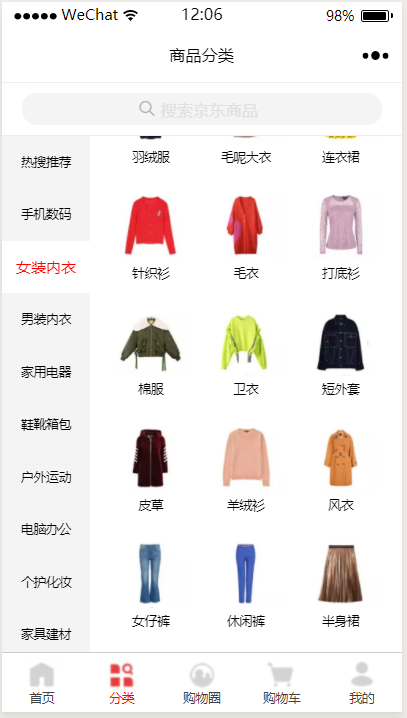 WeChat 12:06 98%
商品分类
搜索京东商品
热搜推荐
手机数码
女装内衣
男装内衣
家用电器
鞋靴箱包
户外运动
电脑办公
个护化妆
家具建材
羽绒服 毛呢大衣 连衣裙
针织衫 毛衣 打底衫
棉服 卫衣 短外套
皮草 羊绒衫 风衣
女仔裤 休闲裤 半身裙
首页 分类 购物圈 购物车 我的